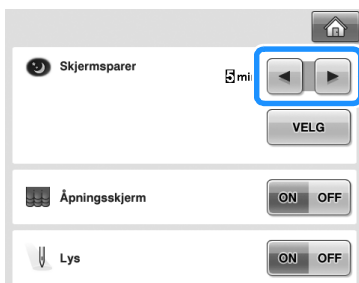 Skjermsparer
5 mi
VELG
Åpningsskjerm
ON OFF
Lys
ON OFF